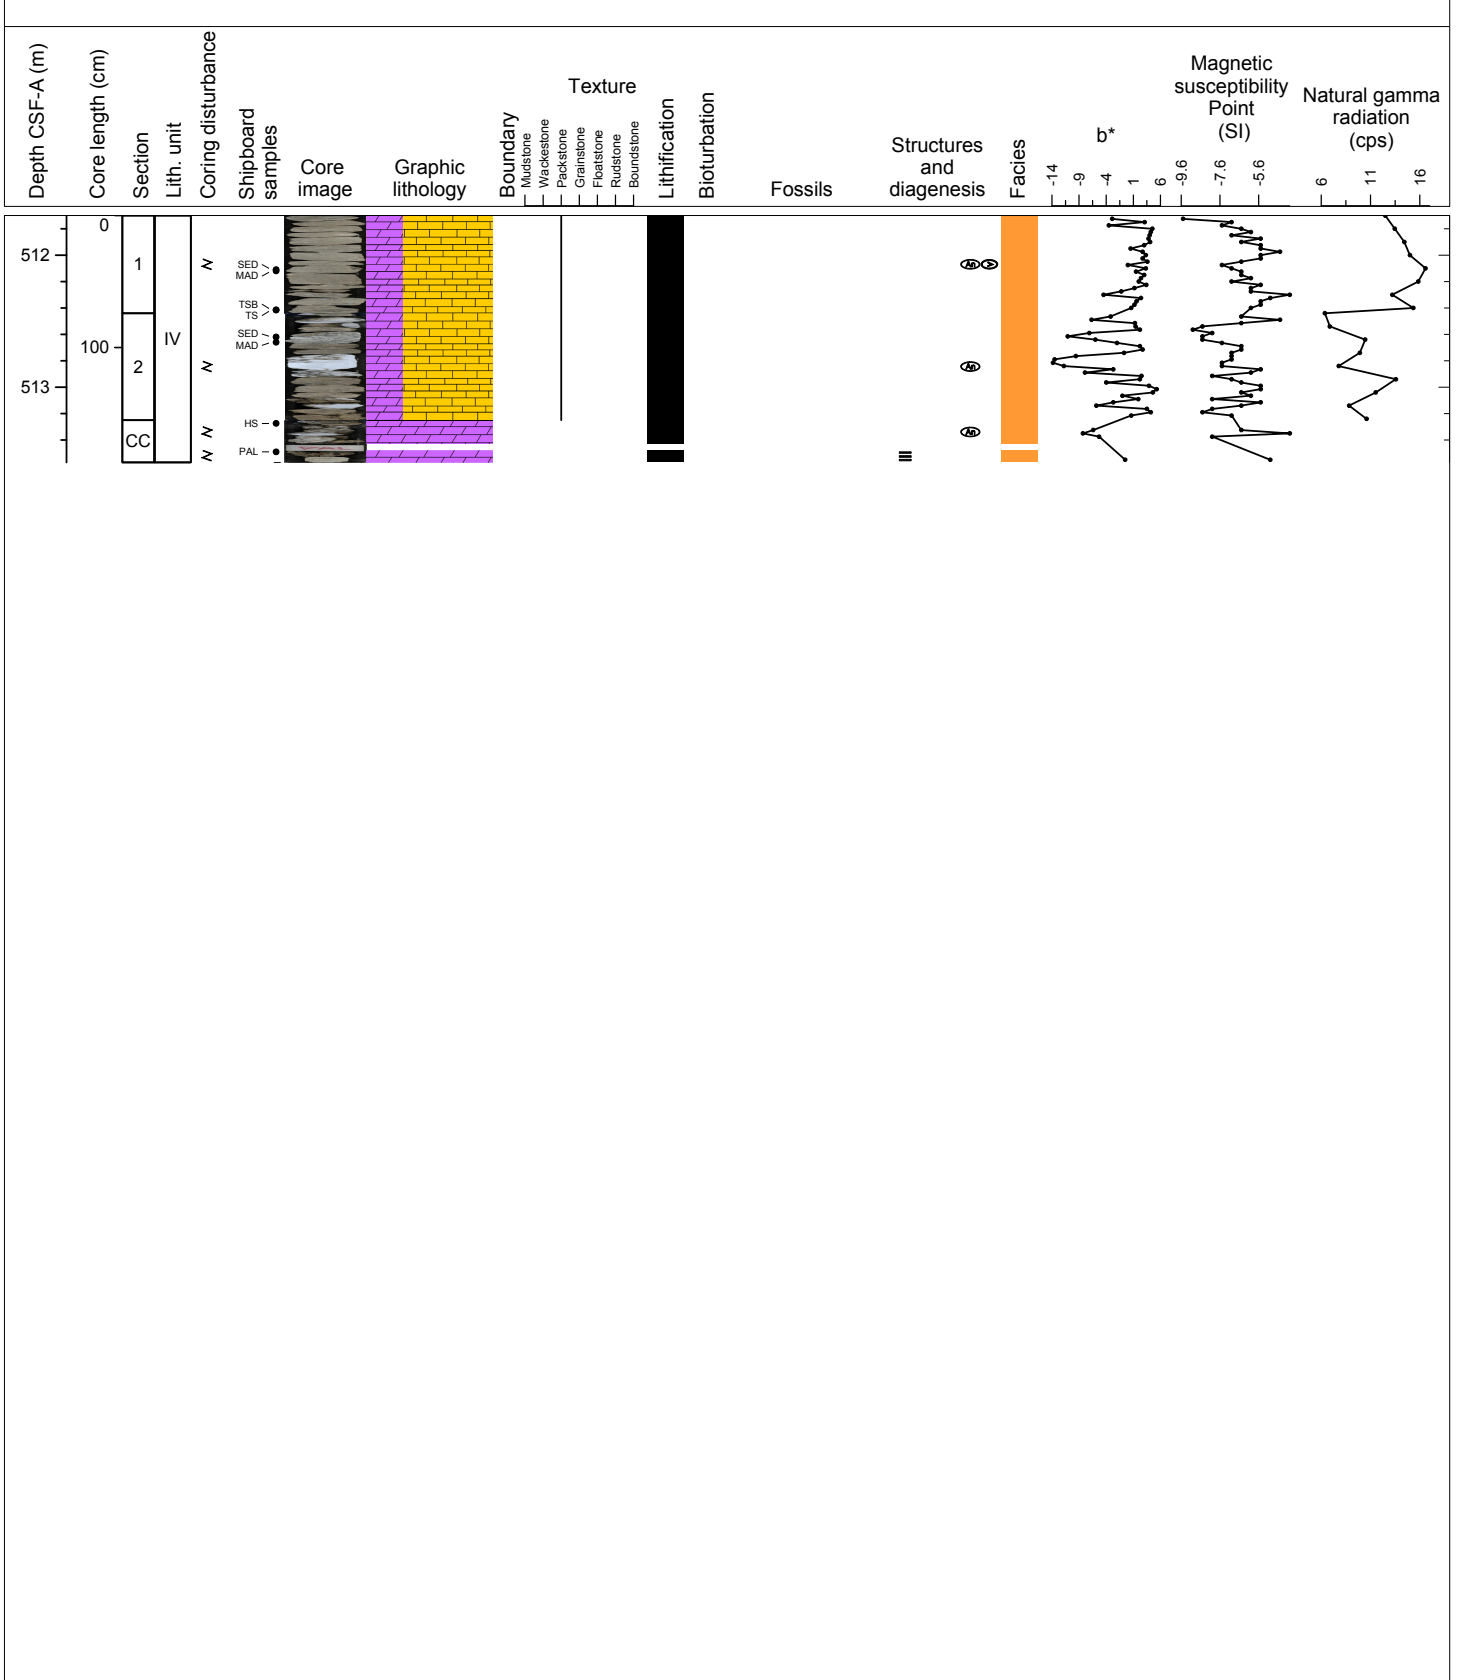 Depth CSF-A (m)
Core length (cm)
Section
Lith. unit
Coring disturbance
Shipboard
samples
Core
image
Graphic
lithology
Boundary
Texture
Mudstone
Wackestone
Packstone
Grainstone
Floatstone
Rudstone
Boundstone
Lithification
Bioturbation
Fossils
Structures
and
diagenesis
Facies
b*
-14
-9
-4
1
6
Magnetic
susceptibility
Point
(SI)
-9.6
-7.6
-5.6
Natural gamma
radiation
(cps)
6
11
16
512
513
0
100
1
2
CC
IV
SED
MAD
TSB
TS
SED
MAD
HS
PAL
An
An
An